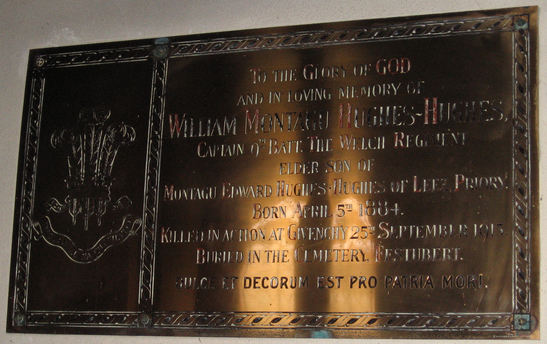 TO THE GLORY OF GOD
AND IN LOVING MEMORY OF
WILLIAM MONTAGU HUGHES-HUGHES,
CAPTAIN 9TH BATT. THE WELCH REGIMENT
ELDER SON OF
MONTAGU EDWARD HUGHES-HUGHES OF LEEZ PRIORY.
BORN APRIL 5TH 1884.
KILLED IN ACTION AT GIVENCHY 25TH SEPTEMBER 1915.
BURIED IN THE CEMETERY, FESTUBERT.
DULCE ET DECORUM EST PRO PATRIA MORI.